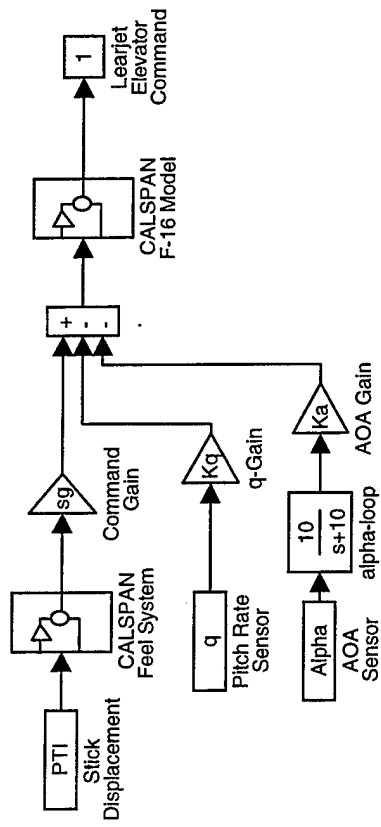 PTI
Stick
Displacement
CALSPAN
Feel System
sg
Command
Gain
+
-
-
CALSPAN
F-16 Model
1
Learjet
Elevator
Command
q
Pitch Rate
Sensor
Kq
q-Gain
Alpha
AOA
Sensor
10
s+10
alpha-loop
Ka
AOA Gain